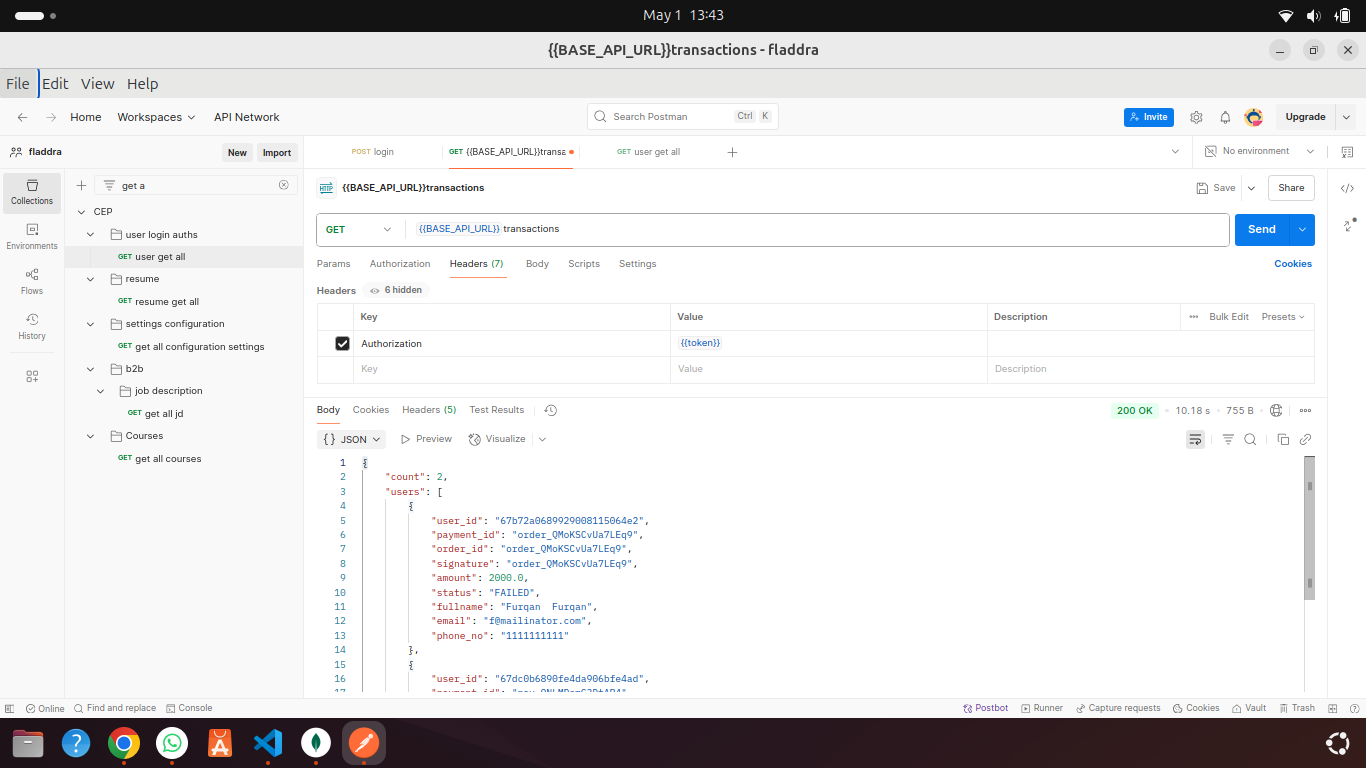 May 1 13:43
{{BASE_API_URL}}transactions - fladdra
File Edit View Help
Home Workspaces API Network
Search Postman Ctrl K
Invite Upgrade
fladdra New Import
POST login GET {{BASE_API_URL}}transa GET user get all No environment
Collections
Environments
Flows
History
get a
CEP
user login auths
GET user get all
resume
GET resume get all
settings configuration
GET get all configuration settings
b2b
job description
GET get all jd
Courses
GET get all courses
HTTP {{BASE_API_URL}}transactions Save Share
GET {{BASE_API_URL}} transactions Send
Params Authorization Headers (7) Body Scripts Settings Cookies
Headers 6 hidden
Key Value Description Bulk Edit Presets
Authorization {{token}}
Key Value Description
Body Cookies Headers (5) Test Results 200 OK 10.18 s 755 B
{} JSON Preview Visualize
1 {
2 "count": 2,
3 "users": [
4 {
5 "user_id": "67b72a0689929008115064e2",
6 "payment_id": "order_QMoKSCvUa7LEq9",
7 "order_id": "order_QMoKSCvUa7LEq9",
8 "signature": "order_QMoKSCvUa7LEq9",
9 "amount": 2000.0,
10 "status": "FAILED",
11 "fullname": "Furqan  Furqan",
12 "email": "f@mailinator.com",
13 "phone_no": "1111111111"
14 },
15 {
16 "user_id": "67dc0b6890fe4da906bfe4ad",
Online Find and replace Console Postbot Runner Capture requests Cookies Vault Trash